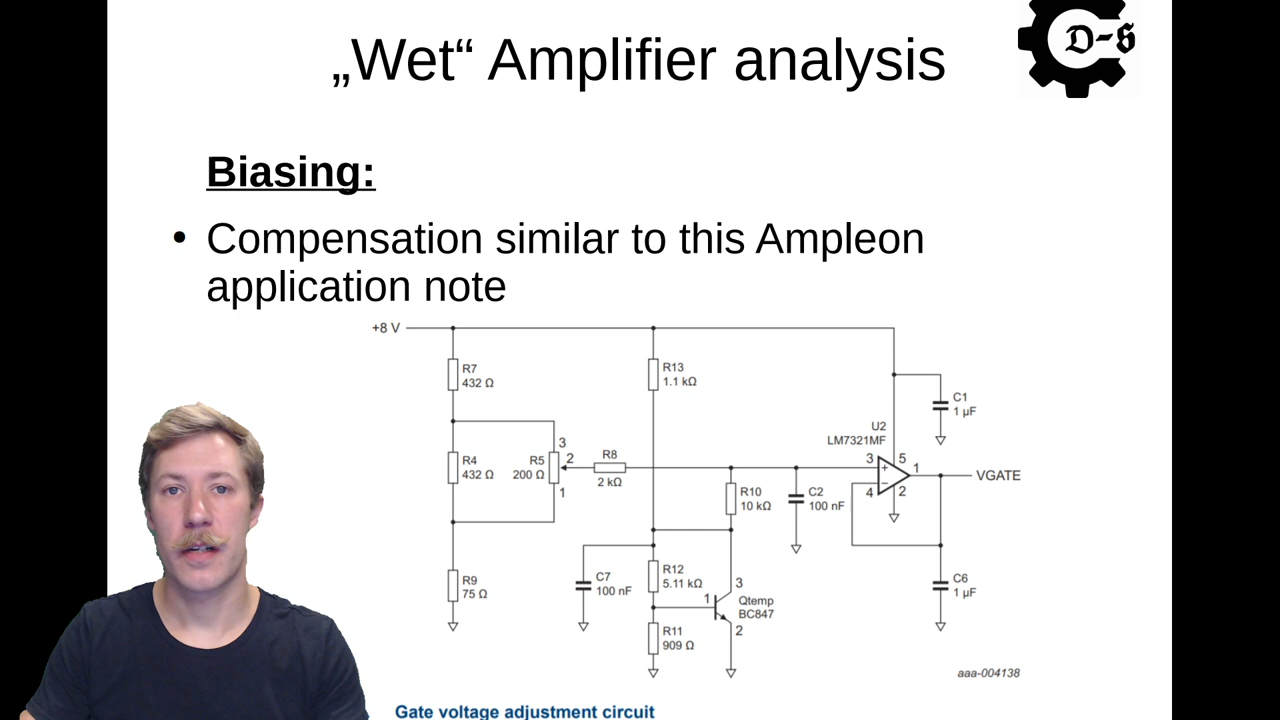 „Wet“ Amplifier analysis
D-S
Biasing:
• Compensation similar to this Ampleon
application note
+8 V
R7
432 Ω
R13
1.1 kΩ
C1
1 µF
U2
LM7321MF
R4
432 Ω
R5
200 Ω
3
2
1
R8
2 kΩ
3
5
1
4
2
+
−
VGATE
R10
10 kΩ
C2
100 nF
C7
100 nF
R12
5.11 kΩ
R9
75 Ω
1
3
2
Qtemp
BC847
C6
1 µF
R11
909 Ω
aaa-004138
Gate voltage adjustment circuit